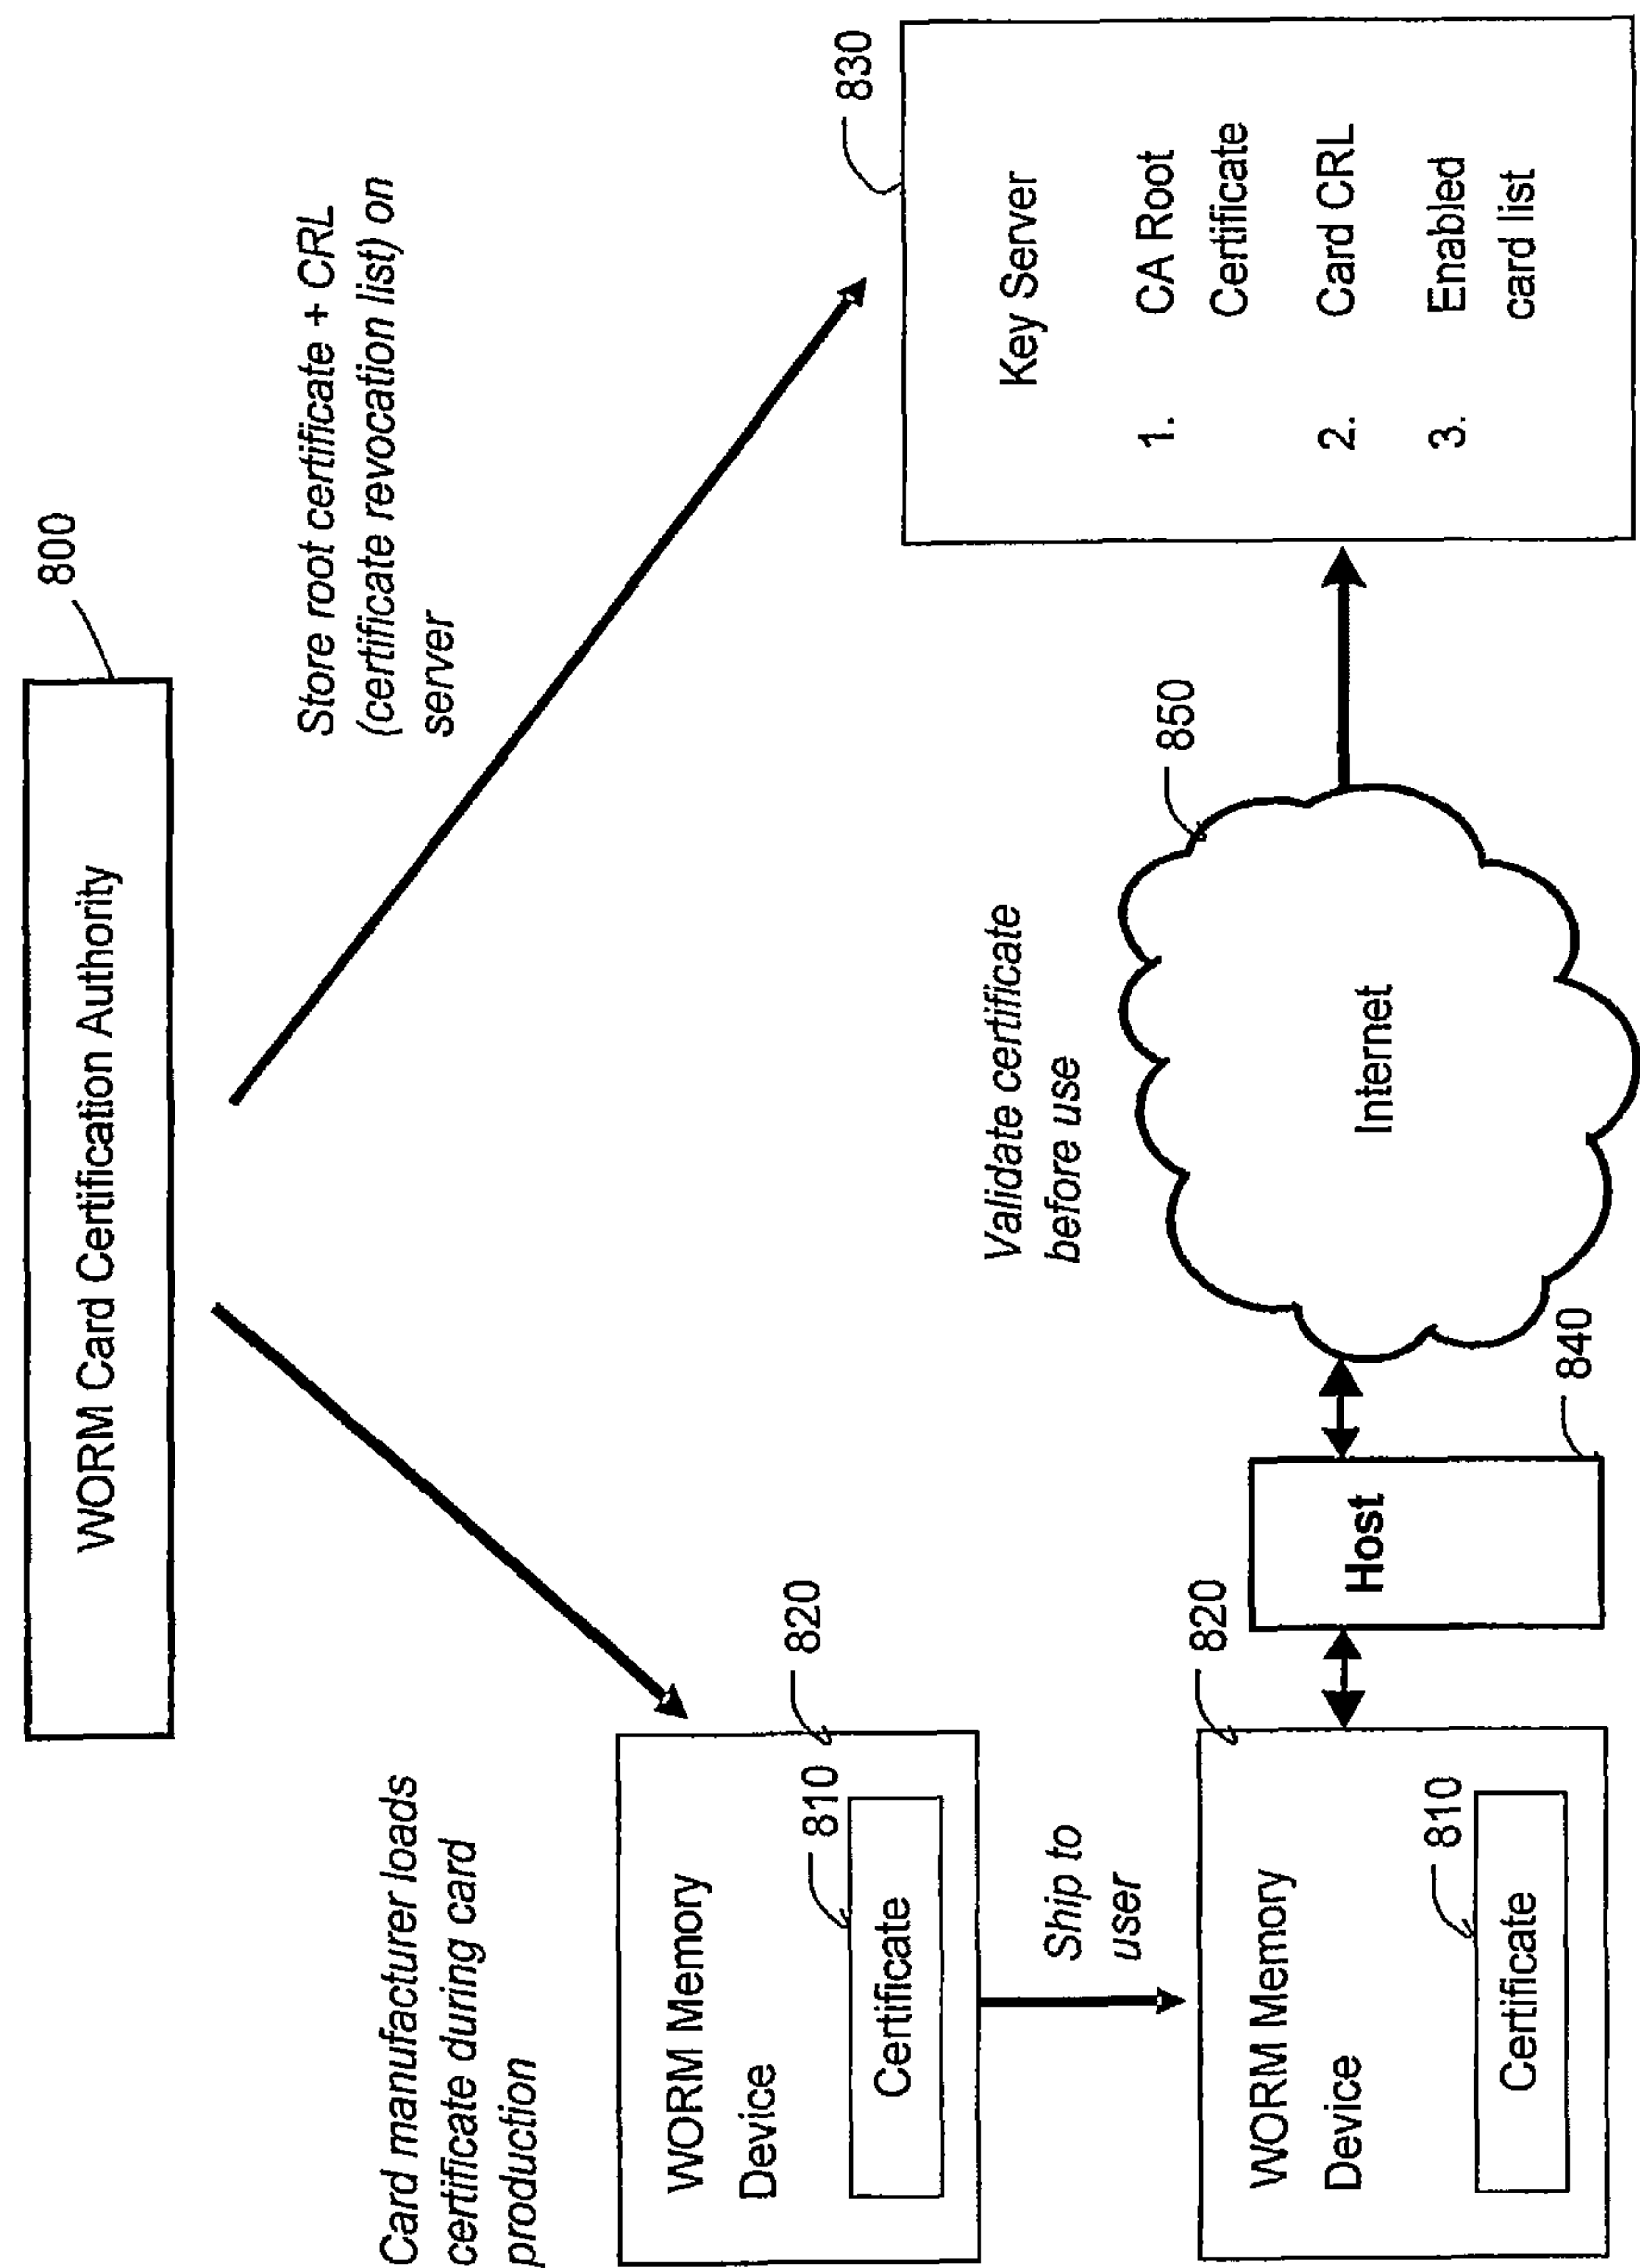 800
WORM Card Certification Authority
Card manufacturer loads
certificate during card
production
Store root certificate + CRL
(certificate revocation list) on
server
820
WORM Memory
Device
810
Certificate
Ship to
user
820
WORM Memory
Device
810
Certificate
Host
840
Validate certificate
before use
850
Internet
830
Key Server
1. CA Root
Certificate
2. Card CRL
3. Enabled
card list